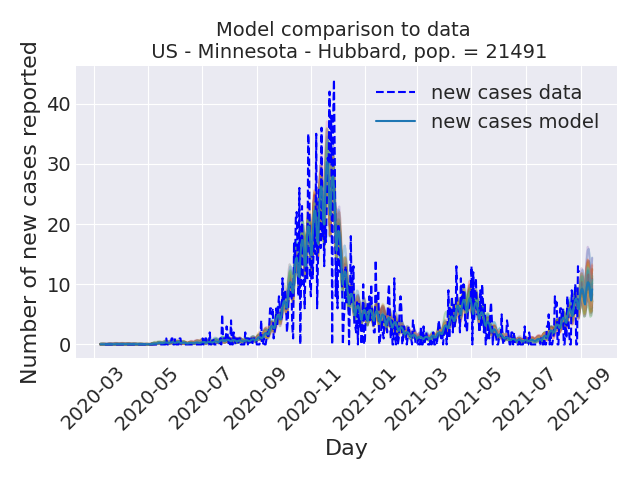 Model comparison to data
US - Minnesota - Hubbard, pop. = 21491
Number of new cases reported
40
30
20
10
0
new cases data
new cases model
2020-03
2020-05
2020-07
2020-09
2020-11
2021-01
2021-03
2021-05
2021-07
2021-09
Day